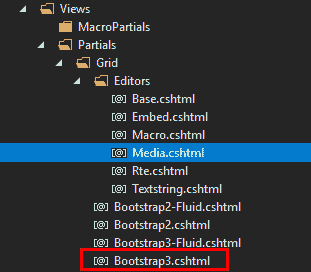 Views
MacroPartials
Partials
Grid
Editors
[@] Base.cshtml
[@] Embed.cshtml
[@] Macro.cshtml
[@] Media.cshtml
[@] Rte.cshtml
[@] Textstring.cshtml
[@] Bootstrap2-Fluid.cshtml
[@] Bootstrap2.cshtml
[@] Bootstrap3-Fluid.cshtml
[@] Bootstrap3.cshtml